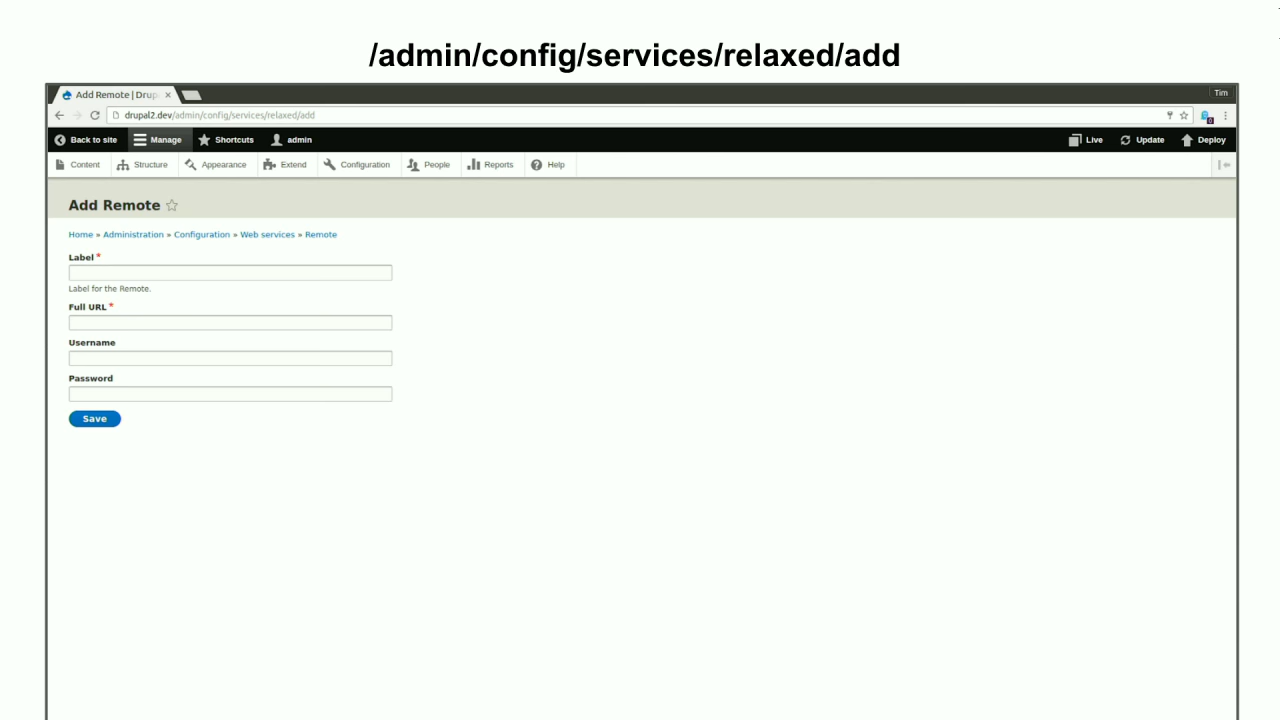 /admin/config/services/relaxed/add
Add Remote | Drup
Tim
drupal2.dev/admin/config/services/relaxed/add
Back to site Manage Shortcuts admin Live Update Deploy
Content Structure Appearance Extend Configuration People Reports Help
Add Remote
Home » Administration » Configuration » Web services » Remote
Label *
Label for the Remote.
Full URL *
Username
Password
Save